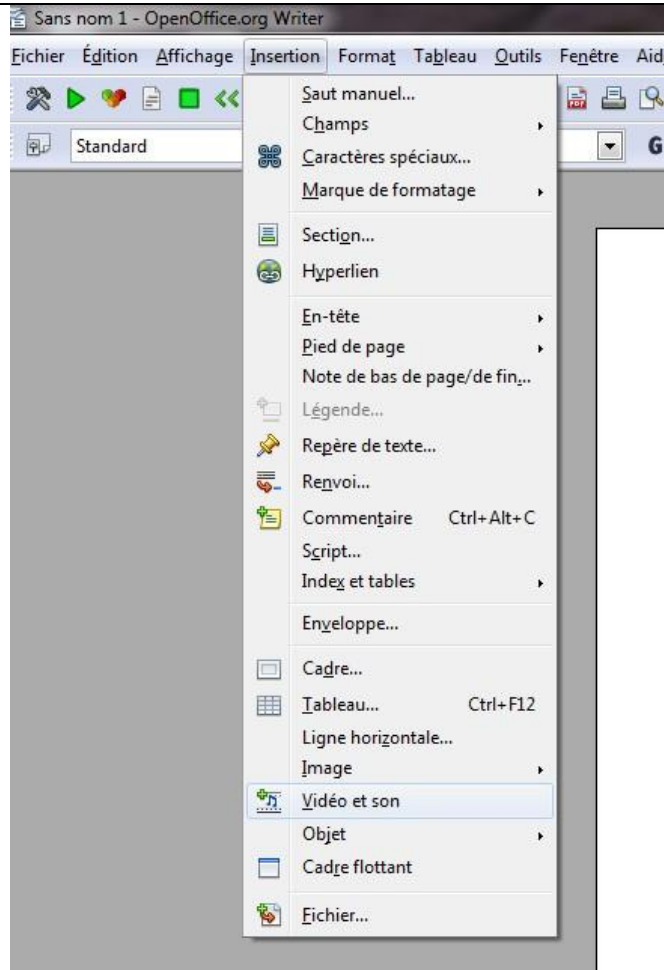 Sans nom 1 - OpenOffice.org Writer
Fichier Édition Affichage Insertion Format Tableau Outils Fenêtre Aid
PDF
Standard G
Saut manuel...
Champs
Caractères spéciaux...
Marque de formatage
Section...
Hyperlien
En-tête
Pied de page
Note de bas de page/de fin...
Légende...
Repère de texte...
Renvoi...
Commentaire Ctrl+Alt+C
Script...
Index et tables
Enveloppe...
Cadre...
Tableau... Ctrl+F12
Ligne horizontale...
Image
Vidéo et son
Objet
Cadre flottant
Fichier...